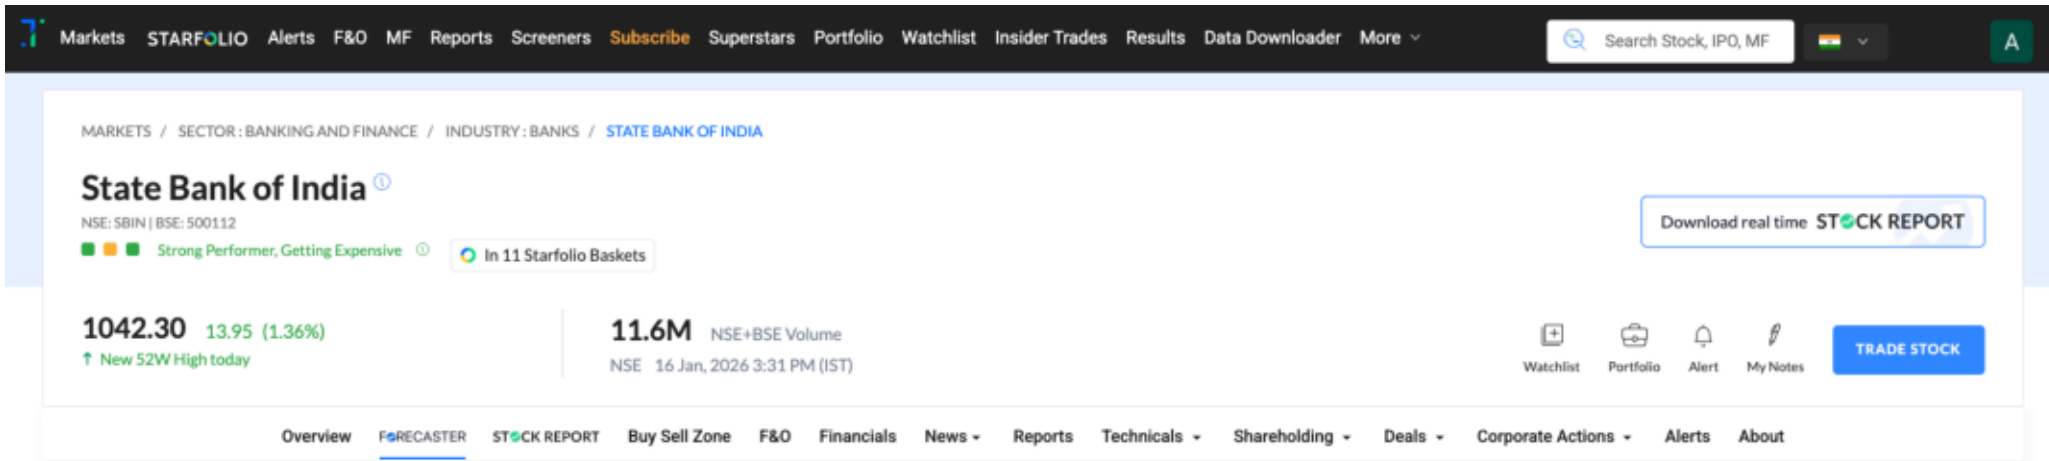 Markets STARFOLIO Alerts F&O MF Reports Screeners Subscribe Superstars Portfolio Watchlist Insider Trades Results Data Downloader More Search Stock, IPO, MF A
MARKETS / SECTOR : BANKING AND FINANCE / INDUSTRY : BANKS / STATE BANK OF INDIA
State Bank of India
NSE: SBIN | BSE: 500112
Strong Performer, Getting Expensive
In 11 Starfolio Baskets
Download real time STOCK REPORT
1042.30 13.95 (1.36%)
New 52W High today
11.6M NSE+BSE Volume
NSE 16 Jan, 2026 3:31 PM (IST)
Watchlist Portfolio Alert My Notes
TRADE STOCK
Overview FORECASTER STOCK REPORT Buy Sell Zone F&O Financials News Reports Technicals Shareholding Deals Corporate Actions Alerts About